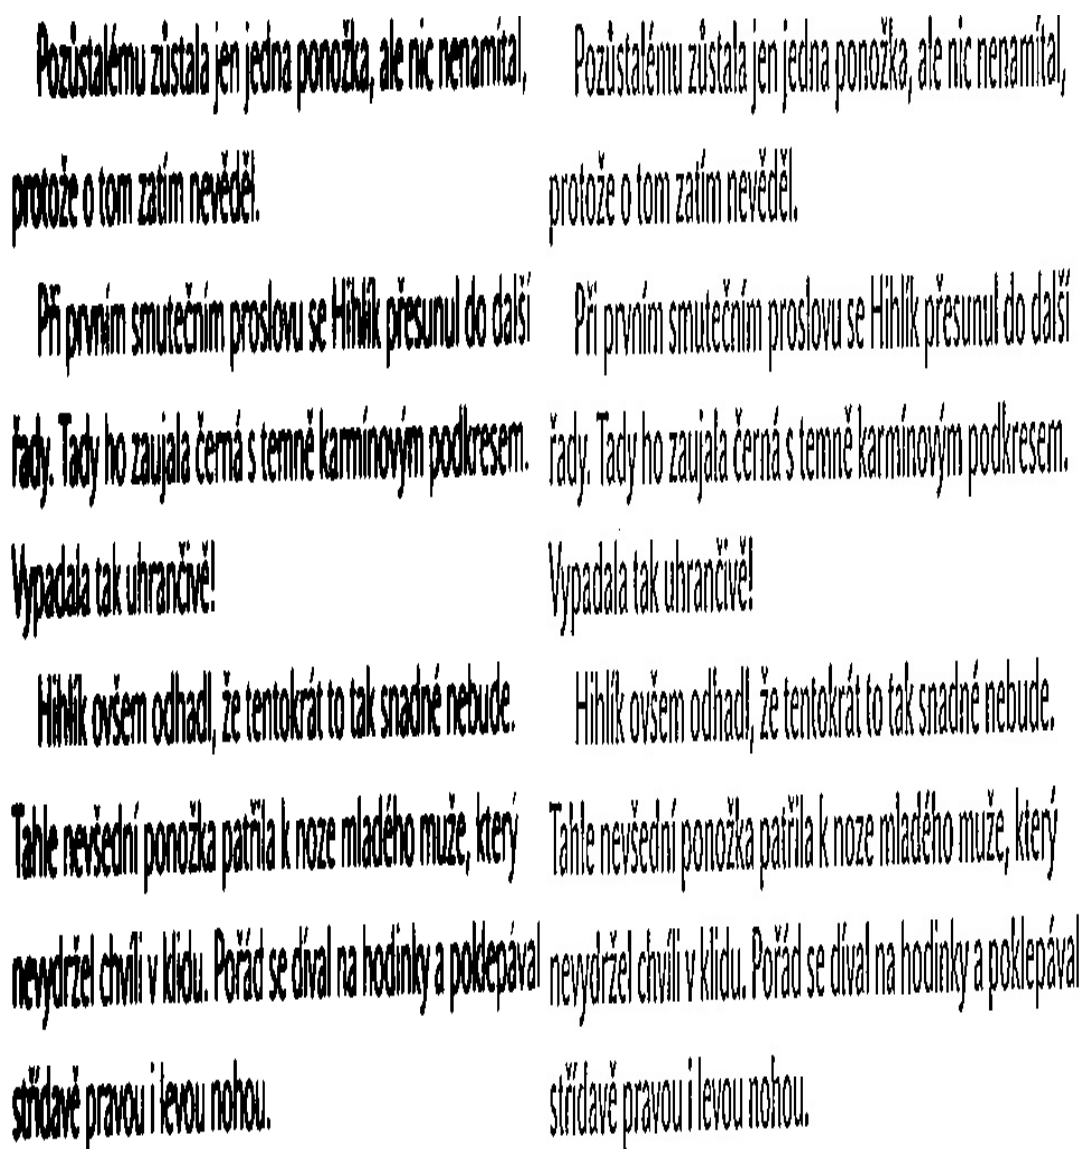 Pozůstalému zůstala jen jedna ponožka, ale nic nenamítal,
protože o tom zatím nevěděl.
Při prvním smutečním proslovu se Hihlík přesunul do další
řady. Tady ho zaujala černá s temně karmínovým podkresem.
Vypadala tak uhrančivě!
Hihlík ovšem odhadl, že tentokrát to tak snadné nebude.
Tahle nevšední ponožka patřila k noze mladého muže, který
nevydržel chvíli v klidu. Pořád se díval na hodinky a poklepával
střídavě pravou i levou nohou.
Pozůstalému zůstala jen jedna ponožka, ale nic nenamítal,
protože o tom zatím nevěděl.
Při prvním smutečním proslovu se Hihlík přesunul do další
řady. Tady ho zaujala černá s temně karmínovým podkresem.
Vypadala tak uhrančivě!
Hihlík ovšem odhadl, že tentokrát to tak snadné nebude.
Tahle nevšední ponožka patřila k noze mladého muže, který
nevydržel chvíli v klidu. Pořád se díval na hodinky a poklepával
střídavě pravou i levou nohou.